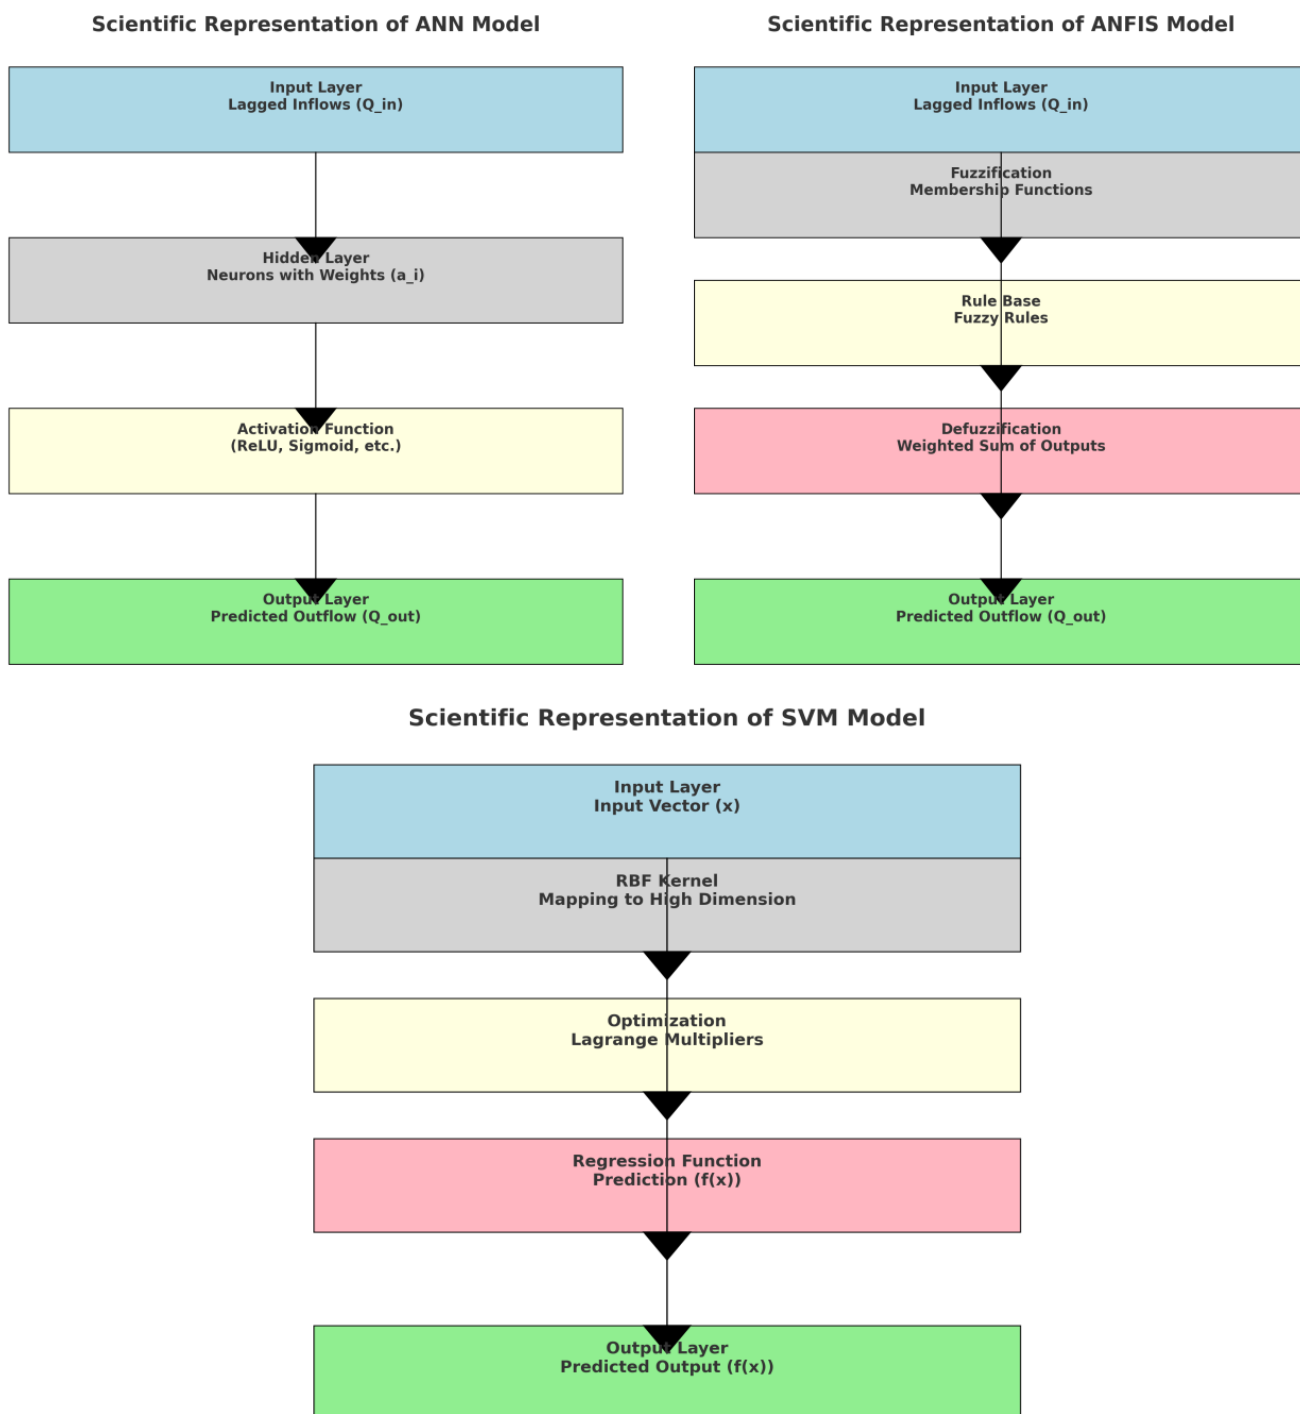 Scientific Representation of ANN Model
Input Layer
Lagged Inflows (Q_in)
Hidden Layer
Neurons with Weights (a_i)
Activation Function
(ReLU, Sigmoid, etc.)
Output Layer
Predicted Outflow (Q_out)
Scientific Representation of ANFIS Model
Input Layer
Lagged Inflows (Q_in)
Fuzzification
Membership Functions
Rule Base
Fuzzy Rules
Defuzzification
Weighted Sum of Outputs
Output Layer
Predicted Outflow (Q_out)
Scientific Representation of SVM Model
Input Layer
Input Vector (x)
RBF Kernel
Mapping to High Dimension
Optimization
Lagrange Multipliers
Regression Function
Prediction (f(x))
Output Layer
Predicted Output (f(x))